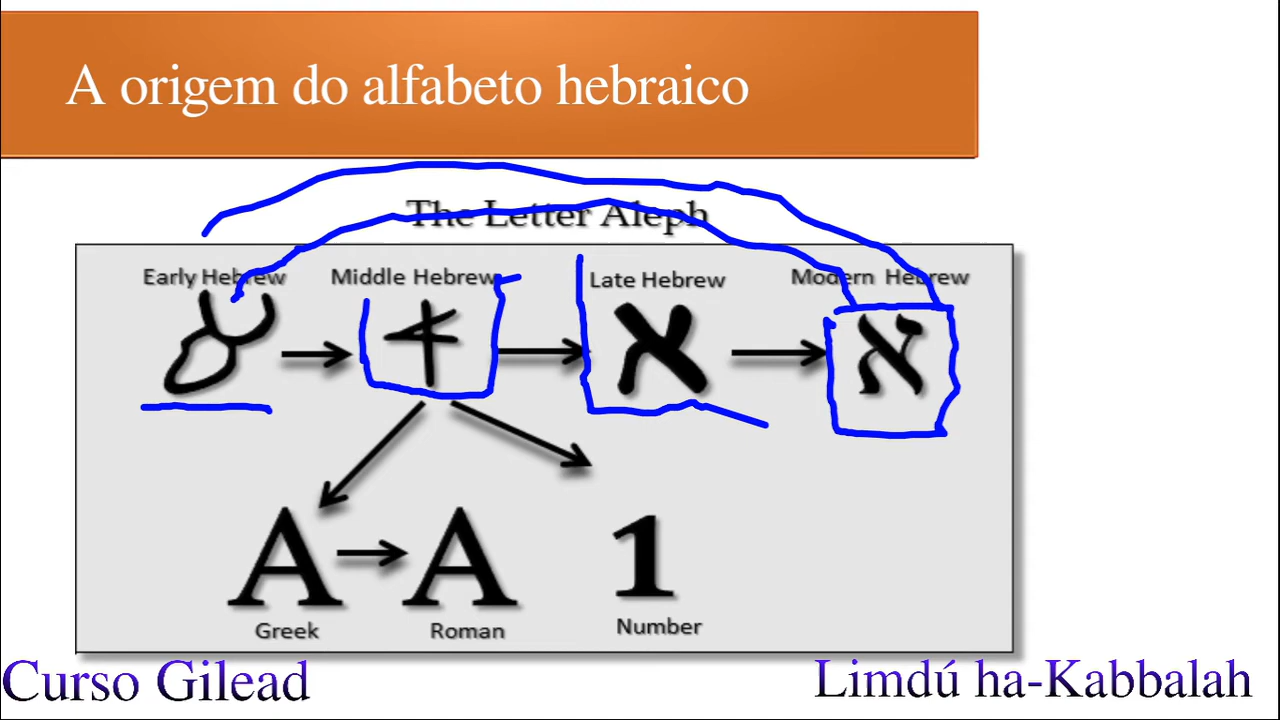 A origem do alfabeto hebraico
The Letter Aleph
Early Hebrew Middle Hebrew Late Hebrew Modern Hebrew
א
A A 1
Greek Roman Number
Curso Gilead Limdú ha-Kabbalah